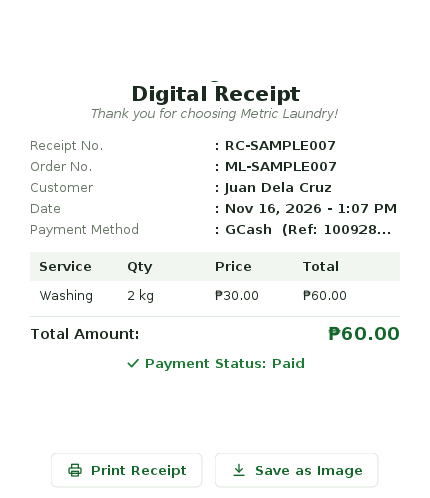 Digital Receipt
Thank you for choosing Metric Laundry!
Receipt No. : RC-SAMPLE007
Order No. : ML-SAMPLE007
Customer : Juan Dela Cruz
Date : Nov 16, 2026 - 1:07 PM
Payment Method : GCash (Ref: 100928...
Service Qty Price Total
Washing 2 kg ₱30.00 ₱60.00
Total Amount: ₱60.00
✓ Payment Status: Paid
Print Receipt Save as Image